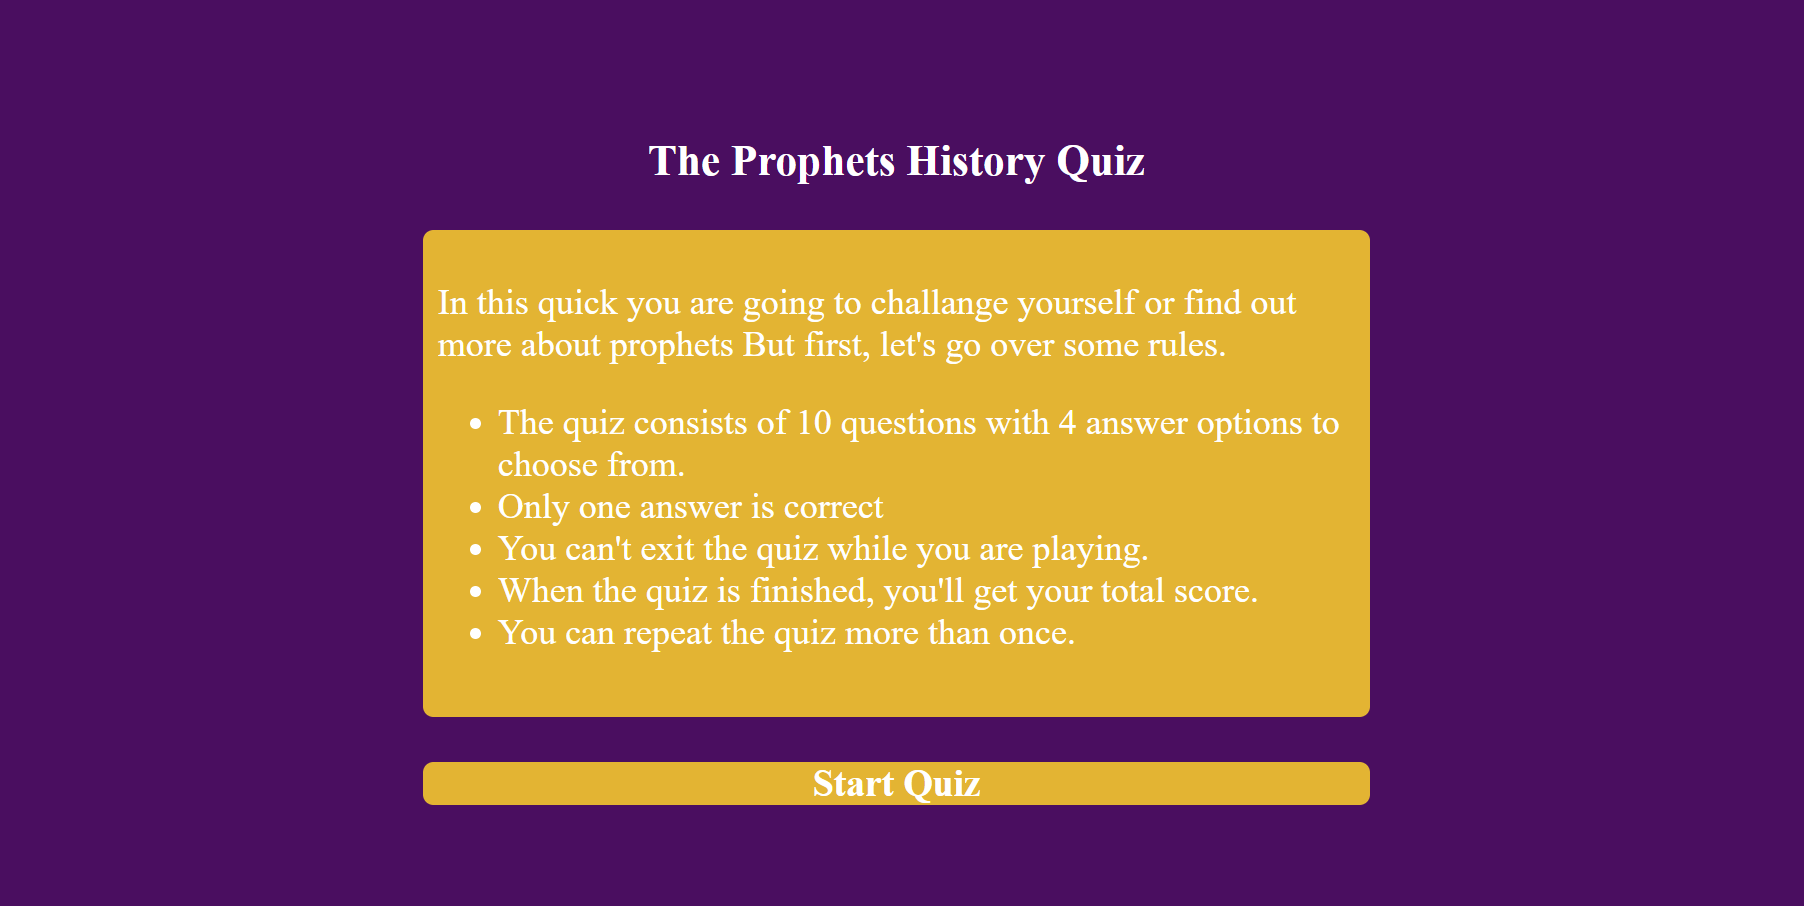 The Prophets History Quiz
In this quick you are going to challange yourself or find out
more about prophets But first, let's go over some rules.
• The quiz consists of 10 questions with 4 answer options to
choose from.
• Only one answer is correct
• You can't exit the quiz while you are playing.
• When the quiz is finished, you'll get your total score.
• You can repeat the quiz more than once.
Start Quiz